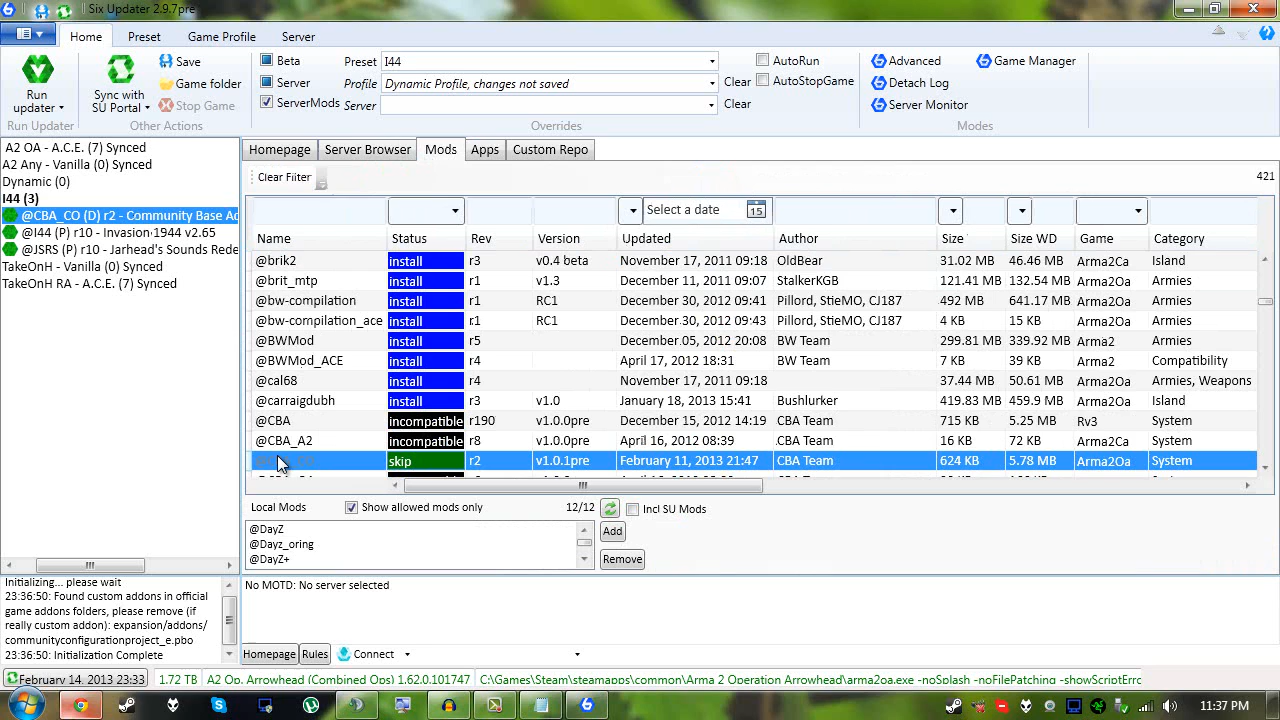 Six Updater 2.9.7pre
Home Preset Game Profile Server
Run updater
Sync with SU Portal
Save
Game folder
Stop Game
Run Updater
Other Actions
Beta
Server
ServerMods
Preset I44
Profile Dynamic Profile, changes not saved Clear
Server Clear
AutoRun
AutoStopGame
Overrides
Advanced Game Manager
Detach Log
Server Monitor
Modes
A2 OA - A.C.E. (7) Synced
A2 Any - Vanilla (0) Synced
Dynamic (0)
I44 (3)
@CBA_CO (D) r2 - Community Base Ad
@I44 (P) r10 - Invasion 1944 v2.65
@JSRS (P) r10 - Jarhead's Sounds Rede
TakeOnH - Vanilla (0) Synced
TakeOnH RA - A.C.E. (7) Synced
Homepage Server Browser Mods Apps Custom Repo
Clear Filter 421
Select a date 15
Name Status Rev Version Updated Author Size Size WD Game Category
@brik2 install r3 v0.4 beta November 17, 2011 09:18 OldBear 31.02 MB 46.46 MB Arma2Ca Island
@brit_mtp install r1 v1.3 December 11, 2011 09:07 StalkerKGB 121.41 MB 132.54 MB Arma2Oa Armies
@bw-compilation install r1 RC1 December 30, 2012 09:41 Pillord, StieMO, CJ187 492 MB 641.17 MB Arma2Oa Armies
@bw-compilation_ace install r1 RC1 December 30, 2012 09:43 Pillord, StieMO, CJ187 4 KB 15 KB Arma2Oa Armies
@BWMod install r5 December 05, 2012 20:08 BW Team 299.81 MB 339.92 MB Arma2 Armies
@BWMod_ACE install r4 April 17, 2012 18:31 BW Team 7 KB 39 KB Arma2 Compatibility
@cal68 install r4 November 17, 2011 09:18 37.44 MB 50.61 MB Arma2Oa Armies, Weapons
@carraigdubh install r3 v1.0 January 18, 2013 15:41 Bushlurker 419.83 MB 459.9 MB Arma2Oa Island
@CBA incompatible r190 v1.0.0pre December 15, 2012 14:19 CBA Team 715 KB 5.25 MB Rv3 System
@CBA_A2 incompatible r8 v1.0.0pre April 16, 2012 08:39 CBA Team 16 KB 72 KB Arma2Ca System
skip r2 v1.0.1pre February 11, 2013 21:47 CBA Team 624 KB 5.78 MB Arma2Oa System
Local Mods Show allowed mods only 12/12 Incl SU Mods
@DayZ
@Dayz_oring
@DayZ+
Add
Remove
Initializing... please wait
23:36:50: Found custom addons in official
game addons folders, please remove (if
really custom addon): expansion/addons/
communityconfigurationproject_e.pbo
23:36:50: Initialization Complete
No MOTD: No server selected
Homepage Rules Connect
February 14, 2013 23:33 1.72 TB A2 Op. Arrowhead (Combined Ops) 1.62.0.101747 C:\Games\Steam\steamapps\common\Arma 2 Operation Arrowhead\arma2oa.exe -noSplash -noFilePatching -showScriptErrc
11:37 PM